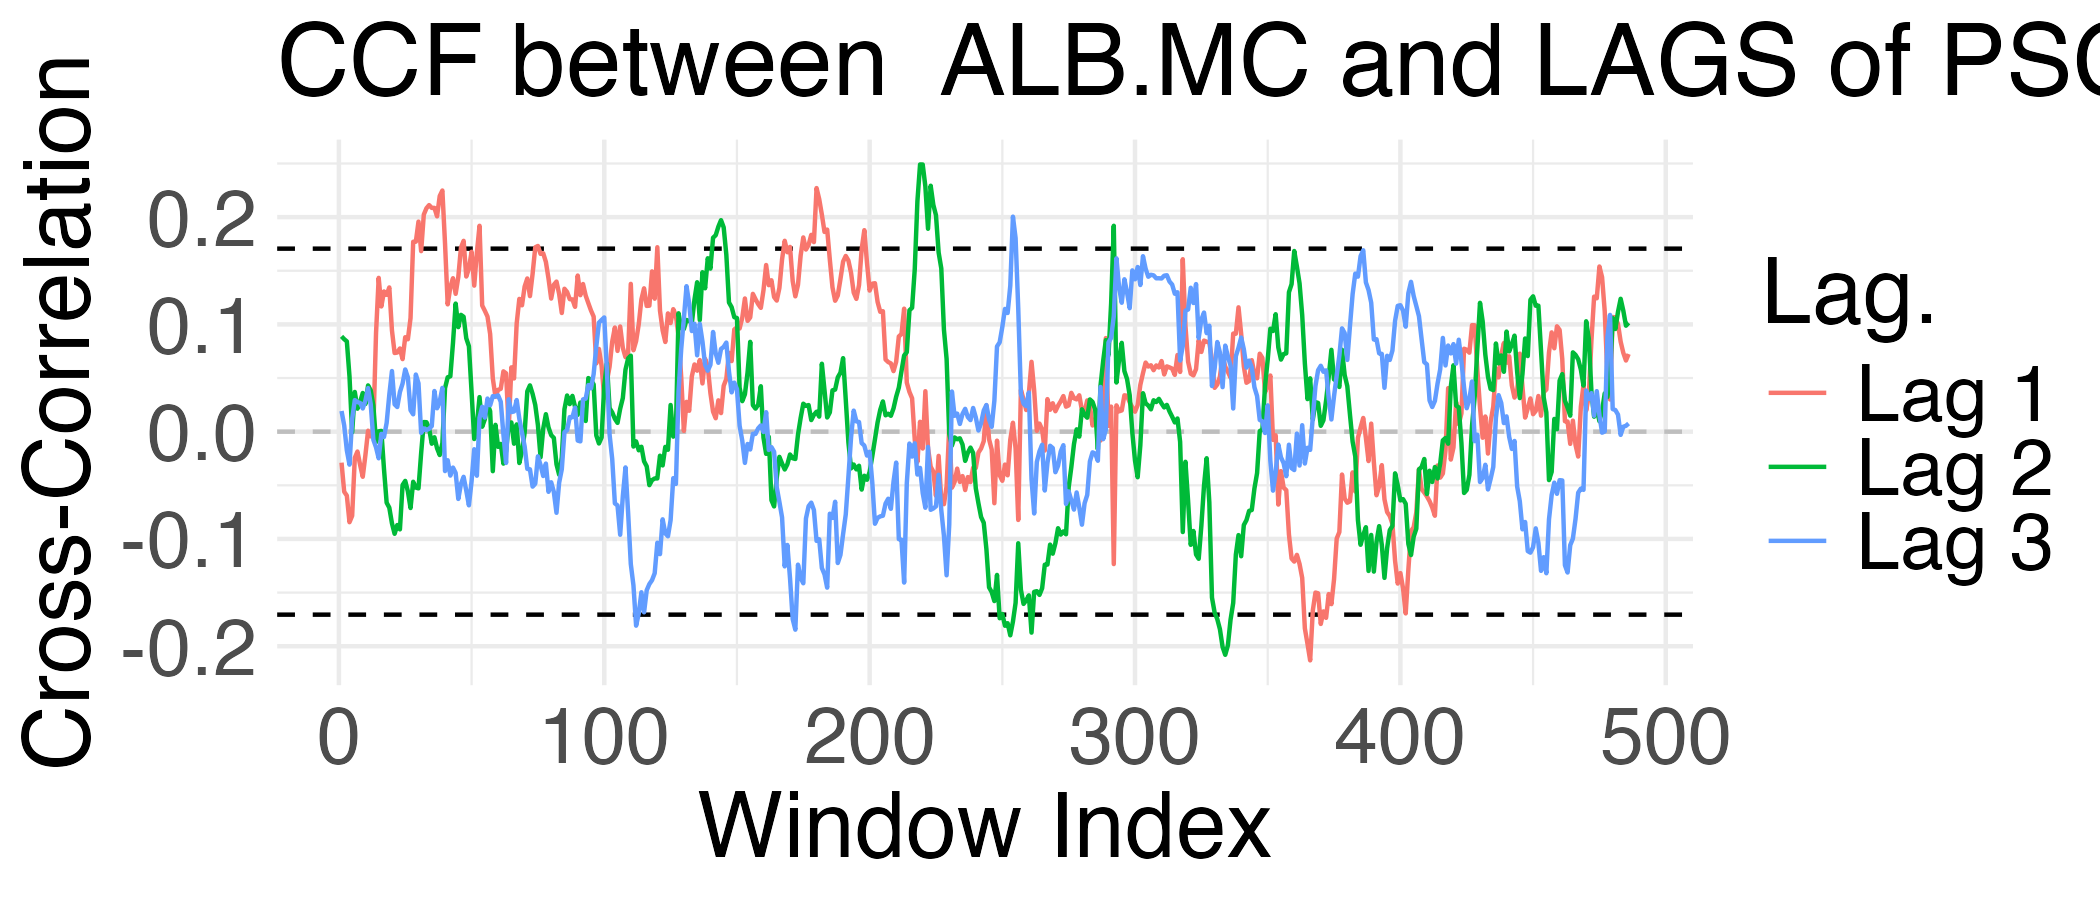 CCF between ALB.MC and LAGS of PSC
Cross-Correlation
0.2
0.1
0.0
-0.1
-0.2
0 100 200 300 400 500
Window Index
Lag.
Lag 1
Lag 2
Lag 3